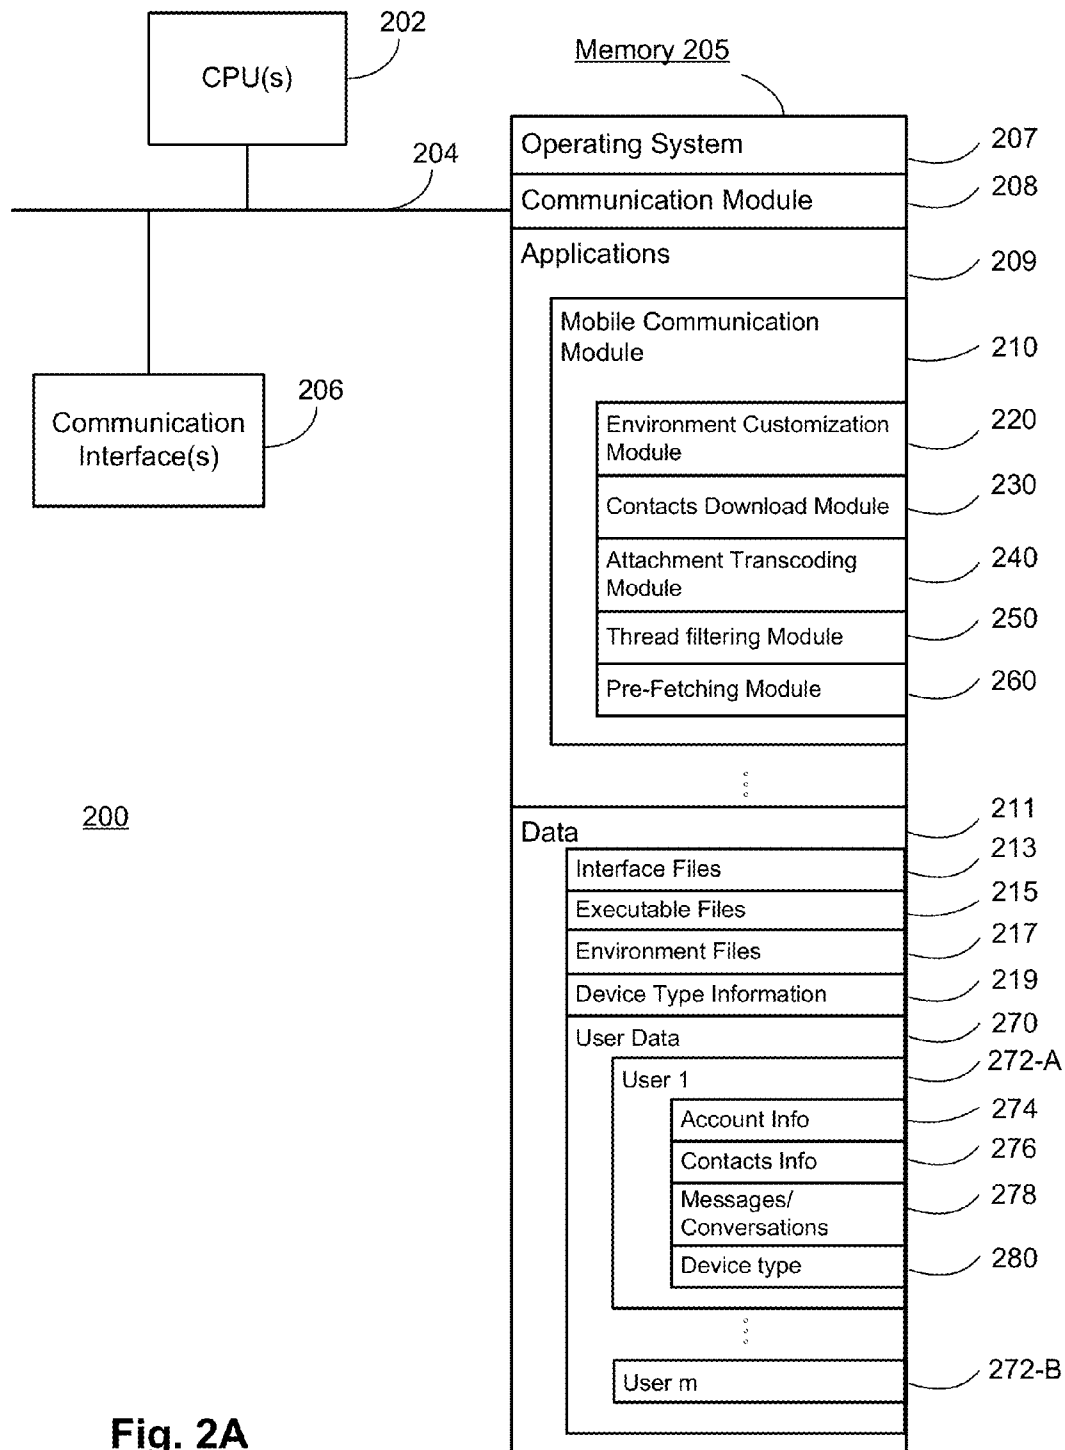 202
CPU(s)
Memory 205
Operating System
207
204
Communication Module
208
Applications
209
Mobile Communication
Module
210
206
Communication
Interface(s)
Environment Customization
Module
220
Contacts Download Module
230
Attachment Transcoding
Module
240
Thread filtering Module
250
Pre-Fetching Module
260
200
Data
211
Interface Files
213
Executable Files
215
Environment Files
217
Device Type Information
219
User Data
270
User 1
272-A
Account Info
274
Contacts Info
276
Messages/
Conversations
278
Device type
280
User m
272-B
Fig. 2A